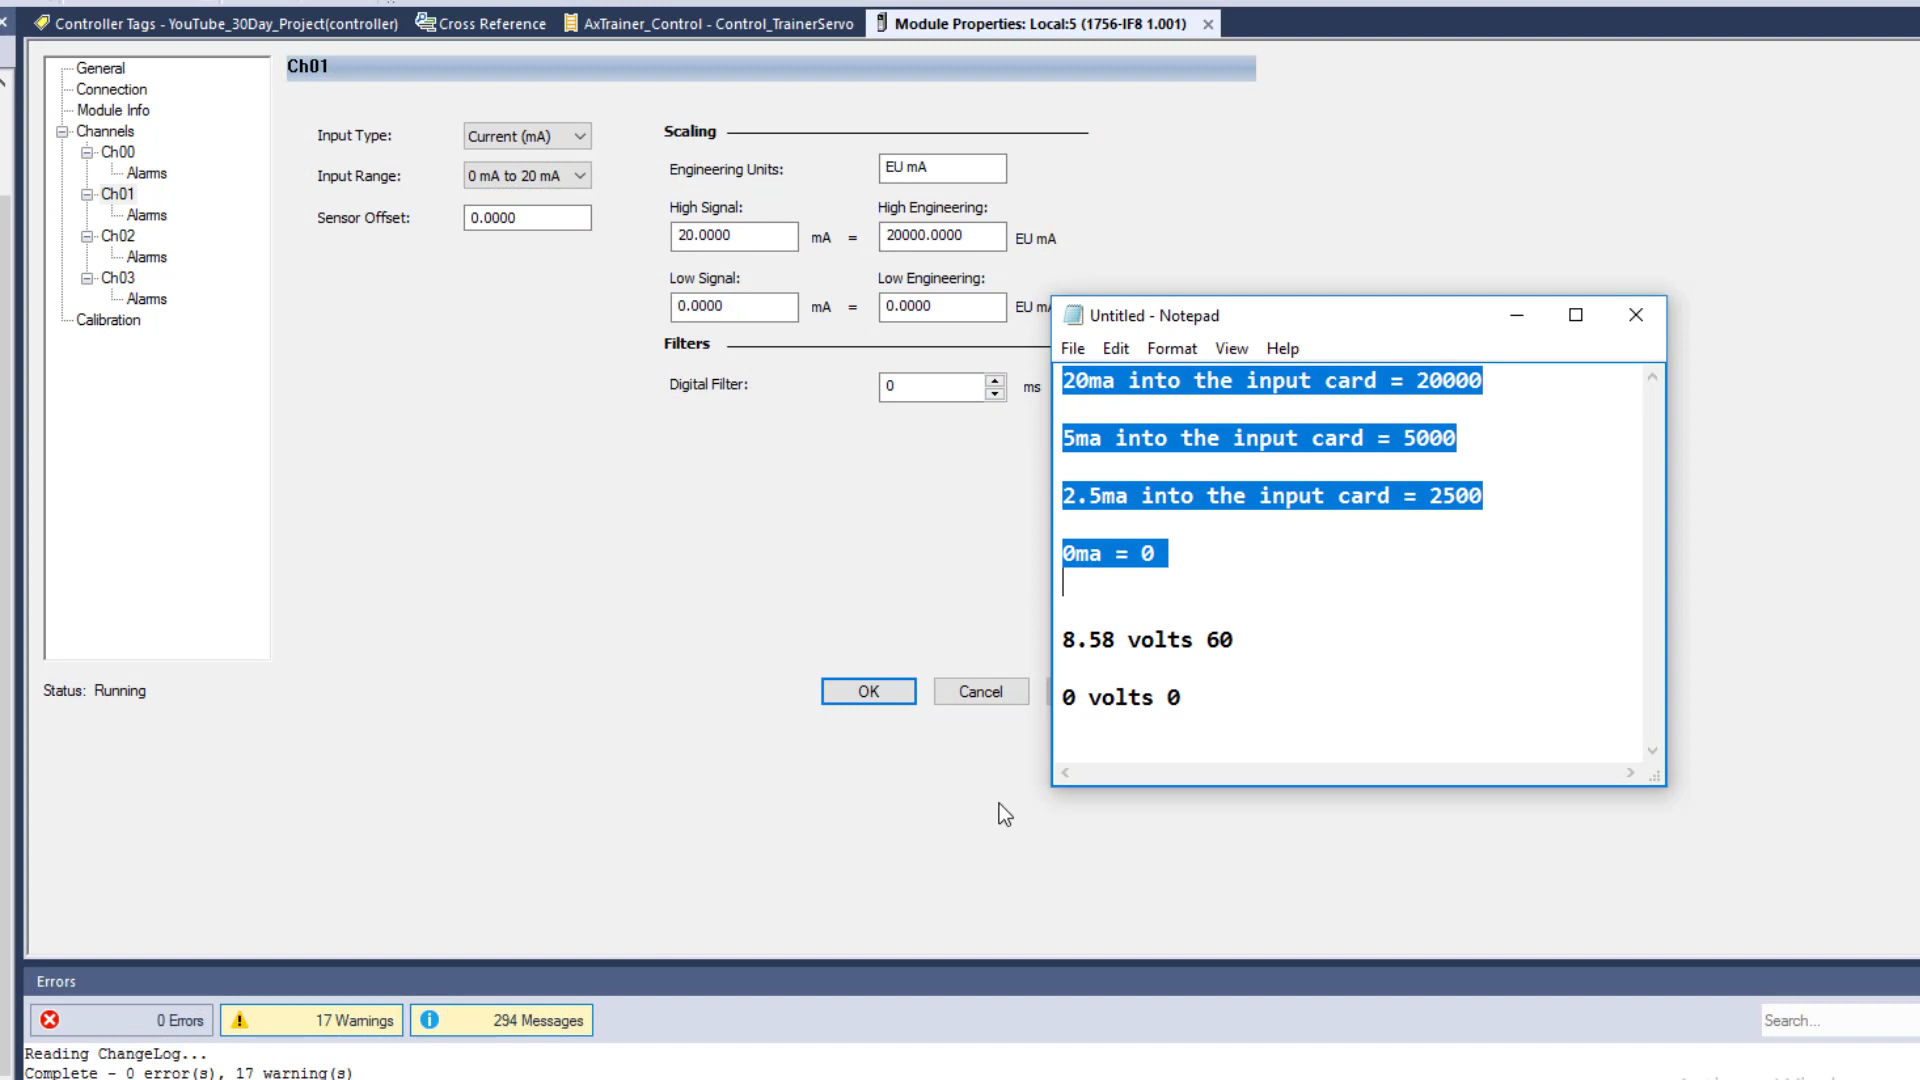 Controller Tags - YouTube_30Day_Project(controller)
Cross Reference
AxTrainer_Control - Control_TrainerServo
Module Properties: Local:5 (1756-IF8 1.001)
General
Connection
Module Info
Channels
Ch00
Alarms
Ch01
Alarms
Ch02
Alarms
Ch03
Alarms
Calibration
Ch01
Input Type: Current (mA)
Input Range: 0 mA to 20 mA
Sensor Offset: 0.0000
Scaling
Engineering Units: EU mA
High Signal: High Engineering:
20.0000 mA = 20000.0000 EU mA
Low Signal: Low Engineering:
0.0000 mA = 0.0000
Filters
Digital Filter: 0 ms
Status: Running
OK
Cancel
Untitled - Notepad
File Edit Format View Help
20ma into the input card = 20000
5ma into the input card = 5000
2.5ma into the input card = 2500
0ma = 0
8.58 volts 60
0 volts 0
Errors
0 Errors
17 Warnings
294 Messages
Search...
Reading ChangeLog...
Complete - 0 error(s), 17 warning(s)